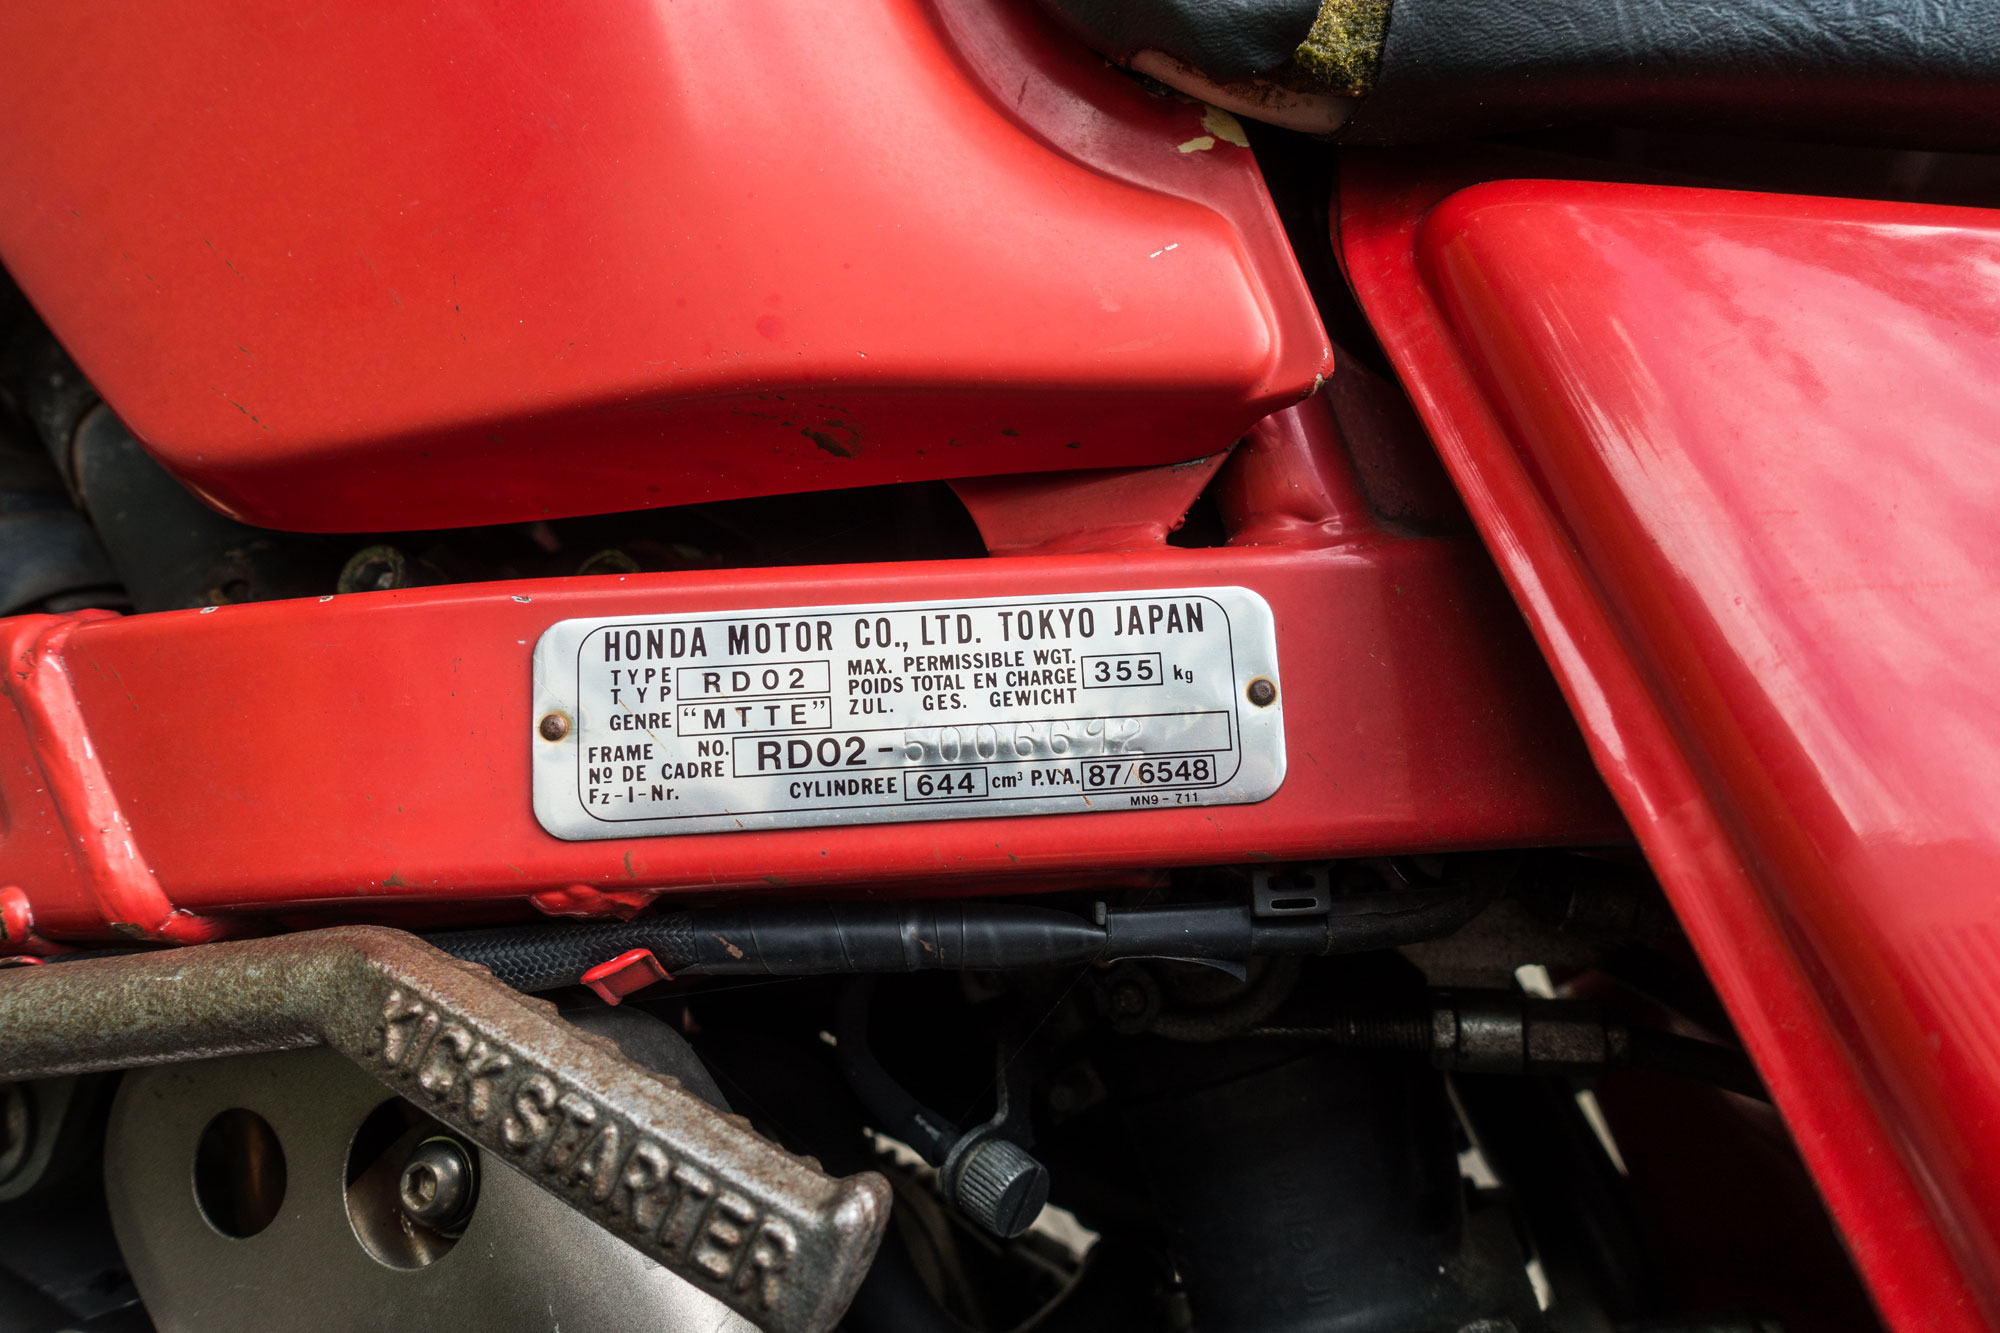 HONDA MOTOR CO., LTD. TOKYO JAPAN
TYPE
TYP
RD02
MAX. PERMISSIBLE WGT.
POIDS TOTAL EN CHARGE
ZUL. GES. GEWICHT
355 kg
GENRE "MTTE"
FRAME NO.
Nº DE CADRE
Fz-I-Nr.
RD02-5006692
CYLINDREE 644 cm³ P.V.A. 87/6548
MN9-711
KICK STARTER